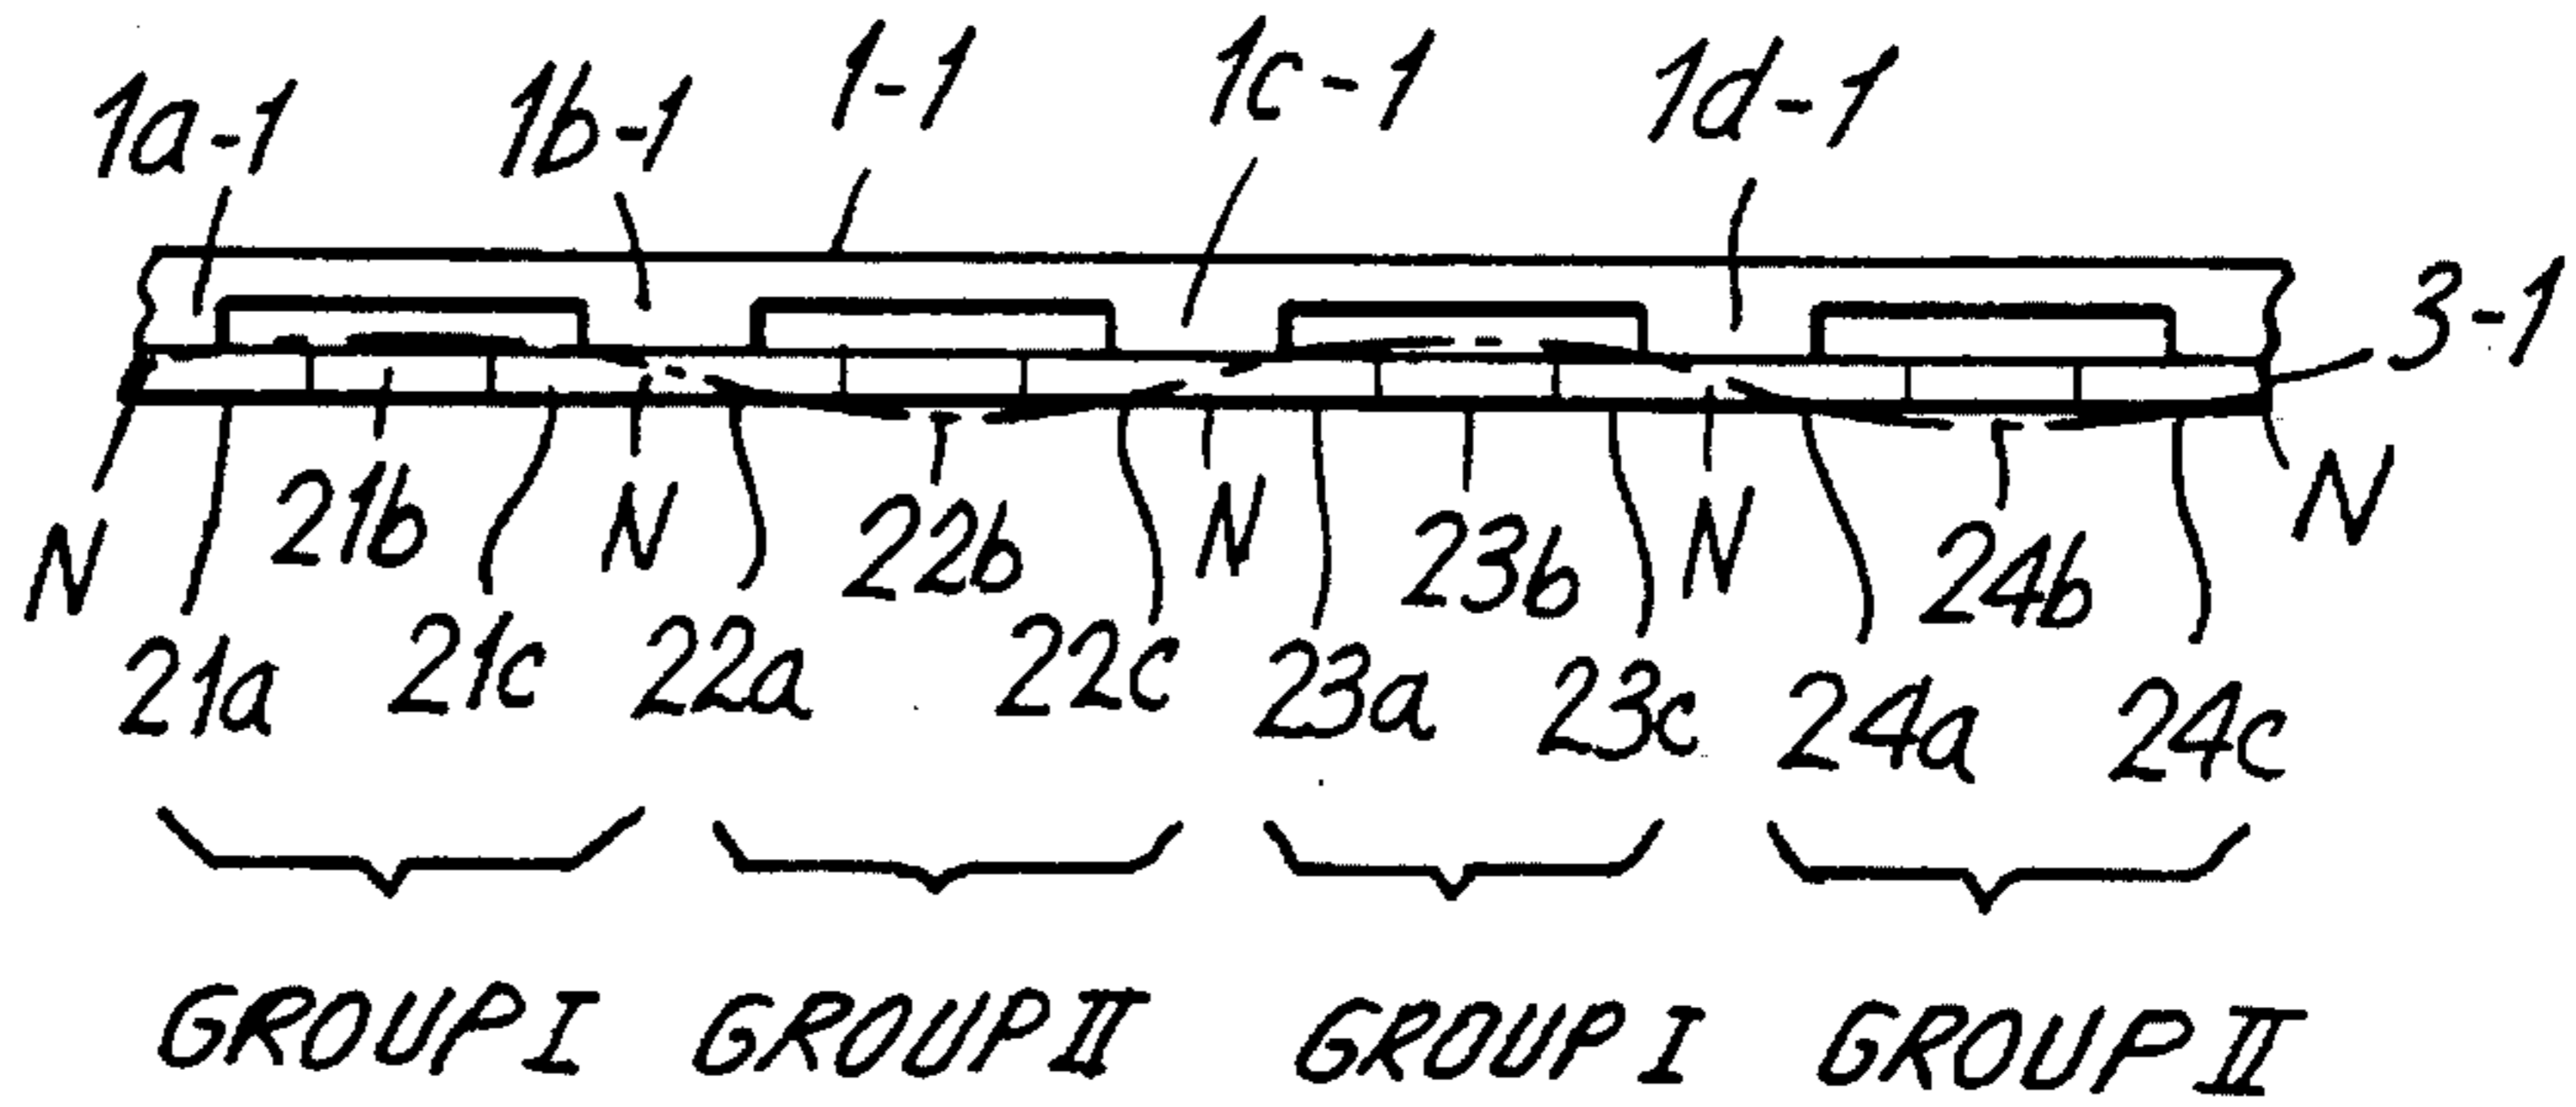 1a-1 1b-1 1-1 1c-1 1d-1
3-1
N 21b N 22b N 23b N 24b N
21a 21c 22a 22c 23a 23c 24a 24c
GROUP I GROUP II GROUP I GROUP II